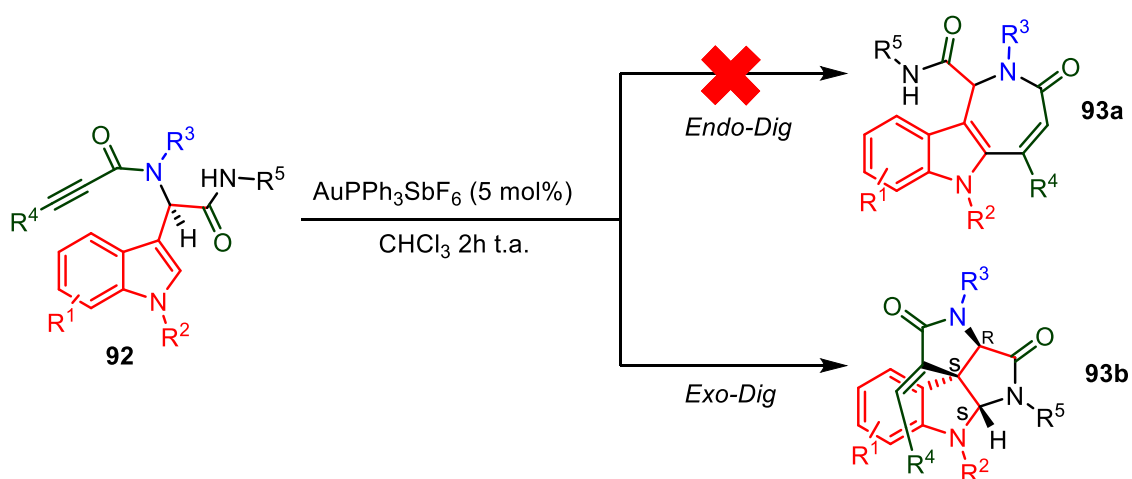 O
R³
N
HN
R⁵
R⁴
O
H
R¹
N
R²
92
AuPPh₃SbF₆ (5 mol%)
CHCl₃ 2h t.a.
Endo-Dig
Exo-Dig
O
R³
R⁵
N
H
N
O
R¹
N
R²
R⁴
93a
R³
O
N
R
O
S
S
N
R⁵
H
R¹
N
R²
R⁴
93b